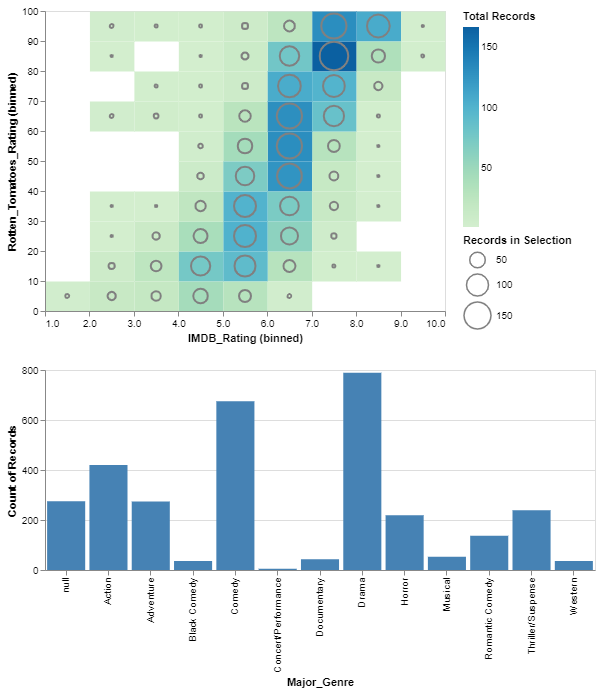 Rotten_Tomatoes_Rating (binned)
100
90
80
70
60
50
40
30
20
10
0
1.0 2.0 3.0 4.0 5.0 6.0 7.0 8.0 9.0 10.0
IMDB_Rating (binned)
Total Records
150
100
50
Records in Selection
50
100
150
Count of Records
800
600
400
200
0
null
Action
Adventure
Black Comedy
Comedy
Concert/Performance
Documentary
Drama
Horror
Musical
Romantic Comedy
Thriller/Suspense
Western
Major_Genre